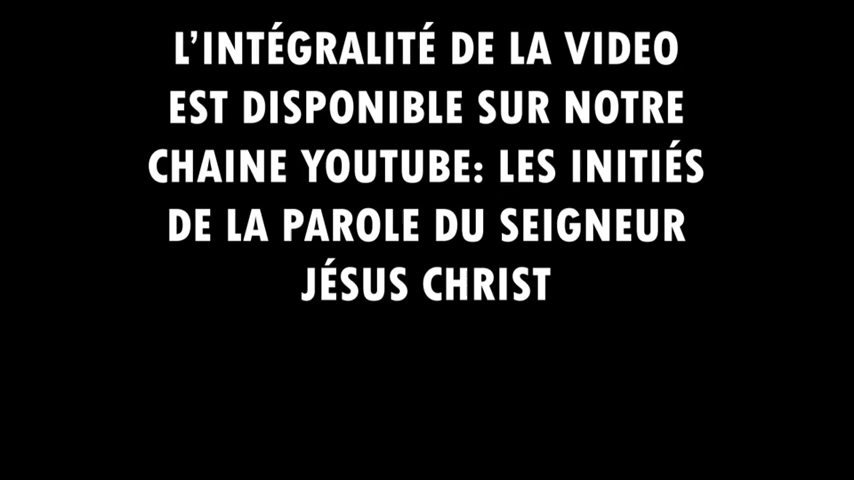 L'INTÉGRALITÉ DE LA VIDEO
EST DISPONIBLE SUR NOTRE
CHAINE YOUTUBE: LES INITIÉS
DE LA PAROLE DU SEIGNEUR
JÉSUS CHRIST